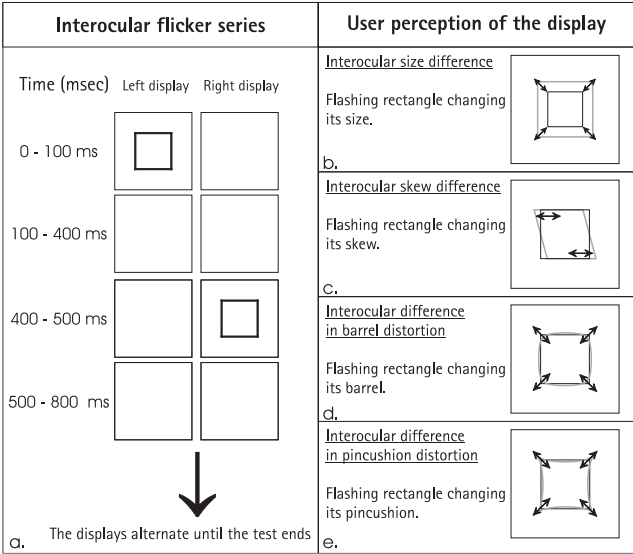 Interocular flicker series
Time (msec) Left display Right display
0 - 100 ms
100 - 400 ms
400 - 500 ms
500 - 800 ms
a. The displays alternate until the test ends
User perception of the display
Interocular size difference
Flashing rectangle changing
its size.
b.
Interocular skew difference
Flashing rectangle changing
its skew.
c.
Interocular difference
in barrel distortion
Flashing rectangle changing
its barrel.
d.
Interocular difference
in pincushion distortion
Flashing rectangle changing
its pincushion.
e.